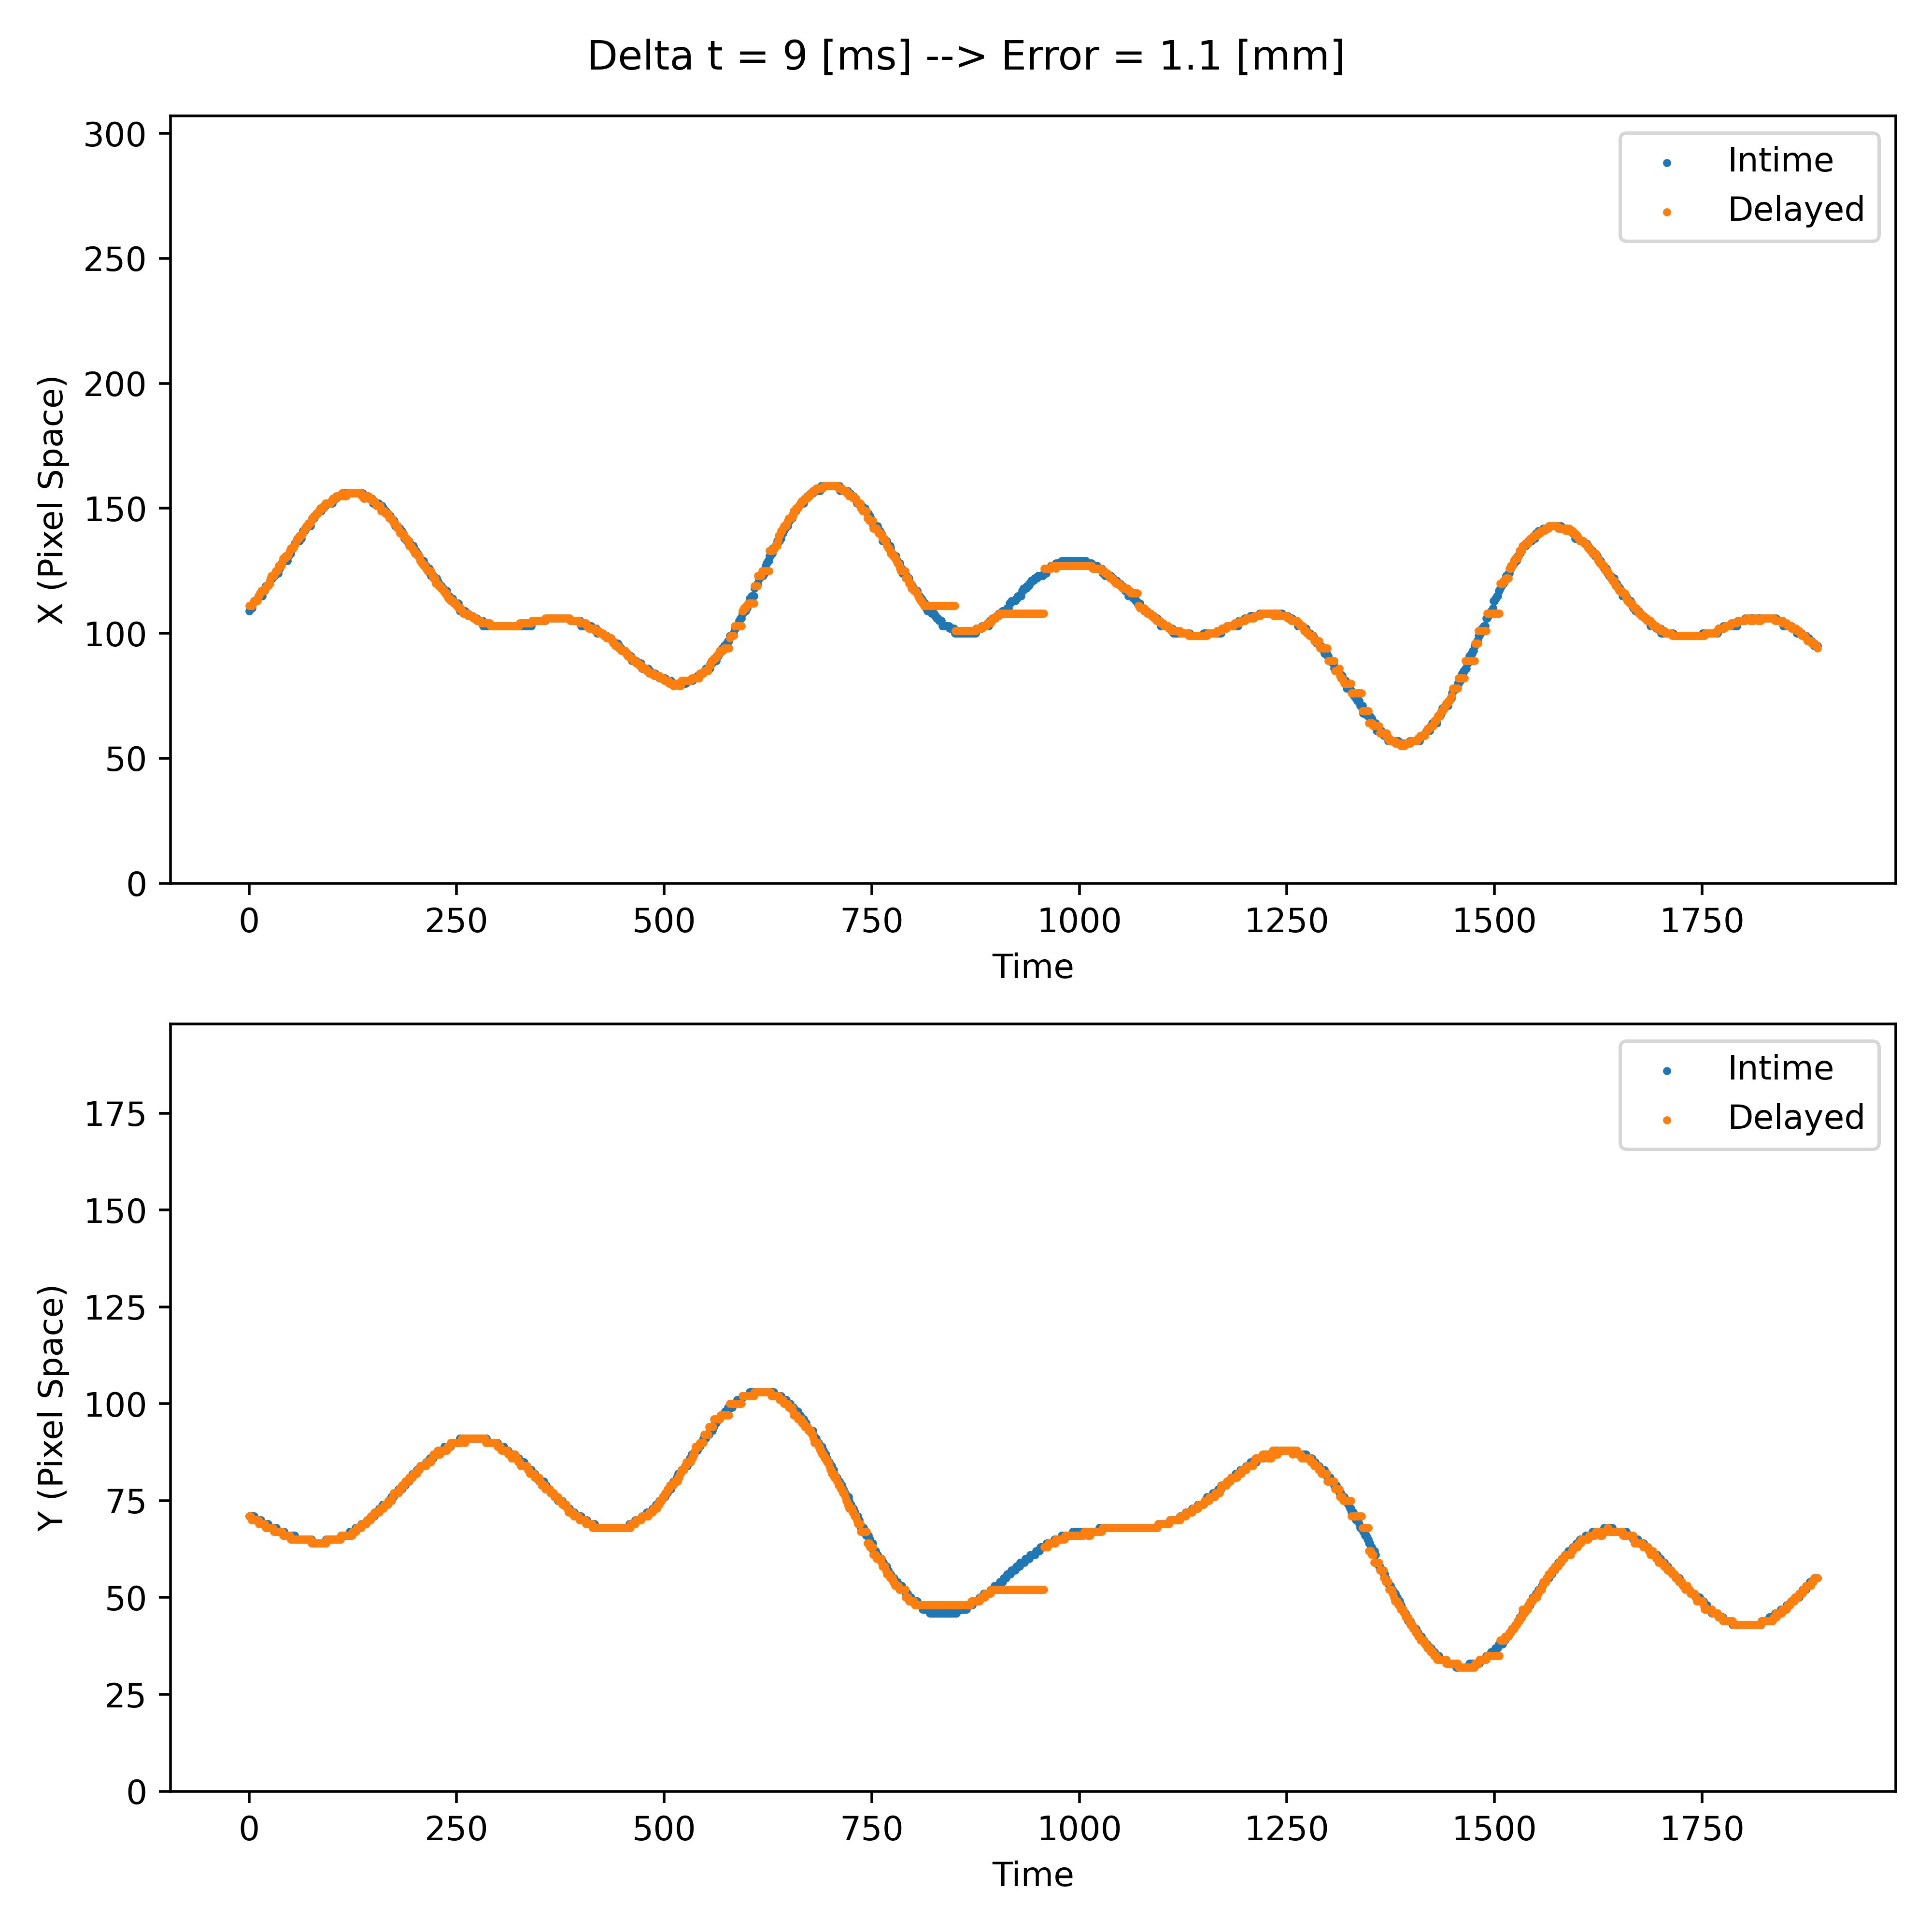 Delta t = 9 [ms] --> Error = 1.1 [mm]
300
250
200
150
100
50
0
X (Pixel Space)
Intime
Delayed
0 250 500 750 1000 1250 1500 1750
Time
175
150
125
100
75
50
25
0
Y (Pixel Space)
Intime
Delayed
0 250 500 750 1000 1250 1500 1750
Time